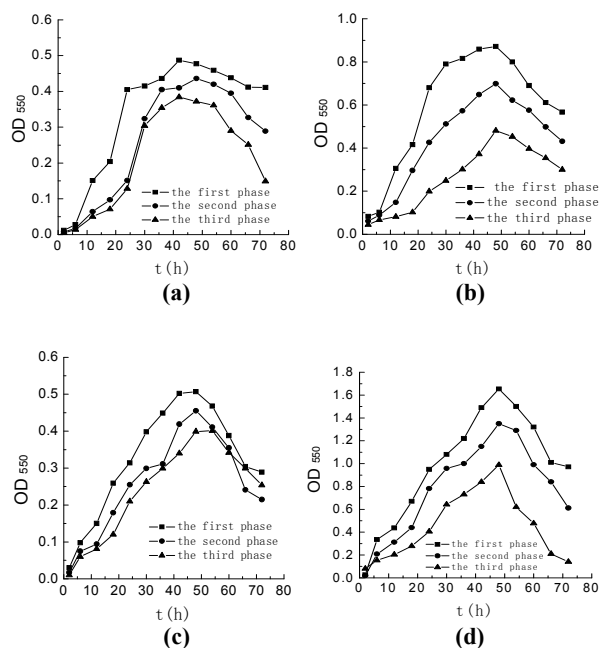 0.6
0.5
0.4
0.3
0.2
0.1
0.0
OD 550
the first phase
the second phase
the third phase
0 10 20 30 40 50 60 70 80
t(h)
(a)
1.0
0.8
0.6
0.4
0.2
0.0
OD 550
the first phase
the second phase
the third phase
0 10 20 30 40 50 60 70 80
t(h)
(b)
0.6
0.5
0.4
0.3
0.2
0.1
0.0
OD 550
the first phase
the second phase
the third phase
0 10 20 30 40 50 60 70 80
t(h)
(c)
1.8
1.6
1.4
1.2
1.0
0.8
0.6
0.4
0.2
0.0
OD 550
the first phase
the second phase
the third phase
0 10 20 30 40 50 60 70 80
t(h)
(d)